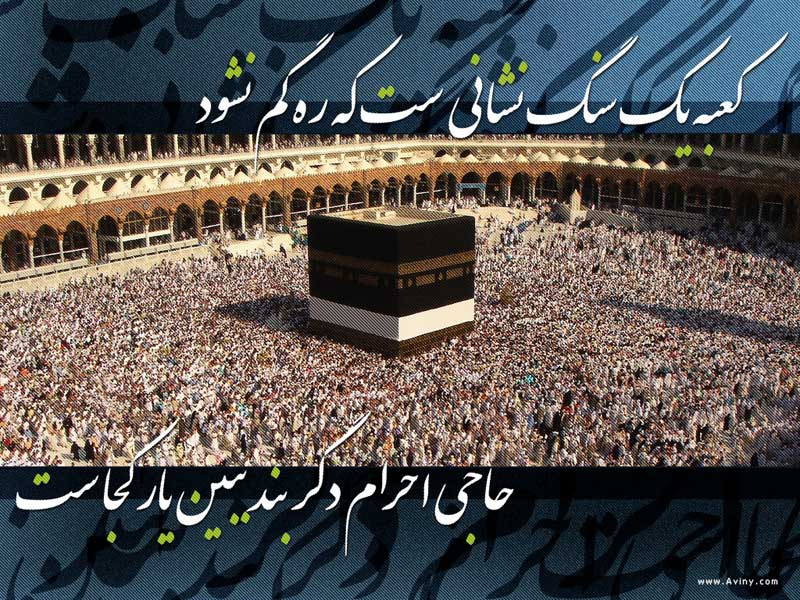 کعبه یک سنگ نشانی ست که ره گم نشود
حاجی احرام دگر بند ببین یار کجاست
www.Aviny.com